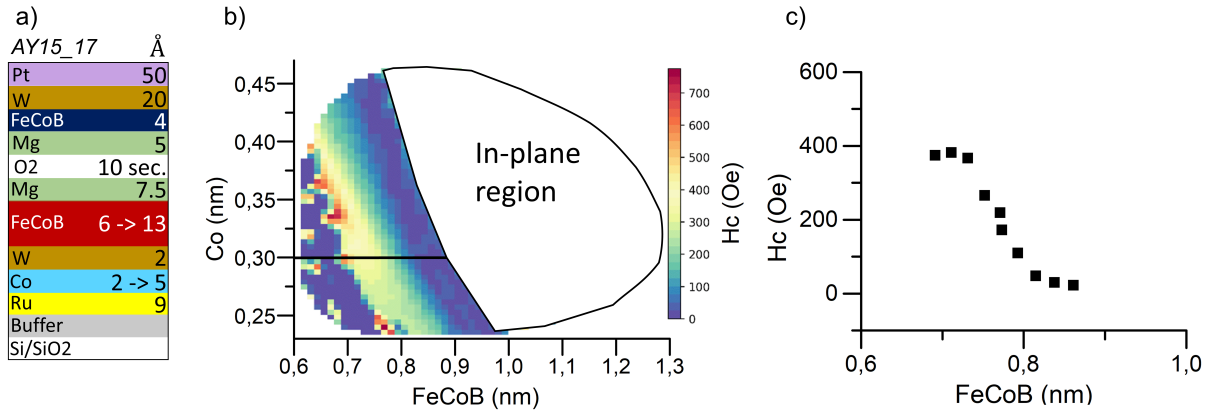 a)
AY15_17 Å
Pt 50
W 20
FeCoB 4
Mg 5
O2 10 sec.
Mg 7.5
FeCoB 6 -> 13
W 2
Co 2 -> 5
Ru 9
Buffer
Si/SiO2
b)
0.45
0.40
0,35
0,30
0.25
Co (nm)
In-plane
region
0,6 0,7 0,8 0,9 1,0 1,1 1,2 1,3
FeCoB (nm)
700
600
500
400
300
200
100
0
Hc (Oe)
c)
600
400
200
0
Hc (Oe)
0,6 0,8 1,0
FeCoB (nm)